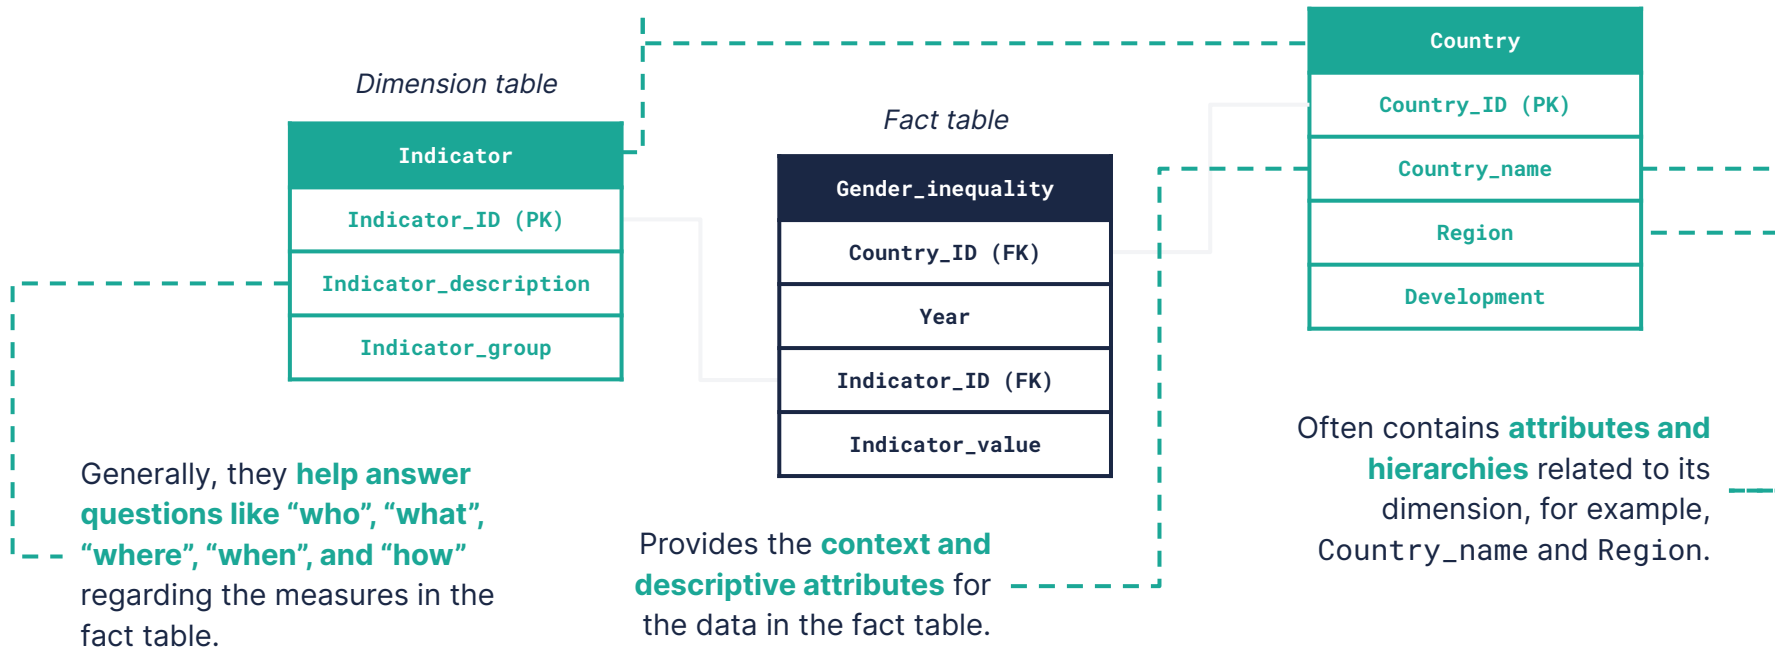 Dimension table
Indicator
Indicator_ID (PK)
Indicator_description
Indicator_group
Fact table
Gender_inequality
Country_ID (FK)
Year
Indicator_ID (FK)
Indicator_value
Country
Country_ID (PK)
Country_name
Region
Development
Generally, they help answer
questions like “who”, “what”,
“where”, “when”, and “how”
regarding the measures in the
fact table.
Provides the context and
descriptive attributes for
the data in the fact table.
Often contains attributes and
hierarchies related to its
dimension, for example,
Country_name and Region.